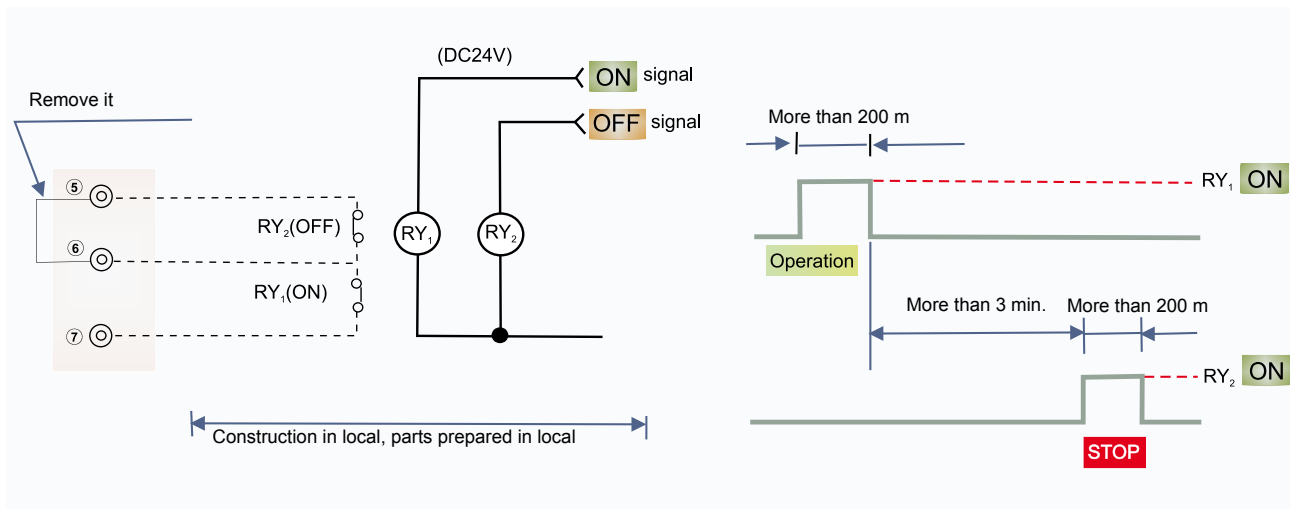 Remove it
⑤
⑥
⑦
RY₂(OFF)
RY₁(ON)
(DC24V)
ON signal
OFF signal
RY₁
RY₂
Construction in local, parts prepared in local
More than 200 m
RY₁ ON
Operation
More than 3 min. More than 200 m
RY₂ ON
STOP